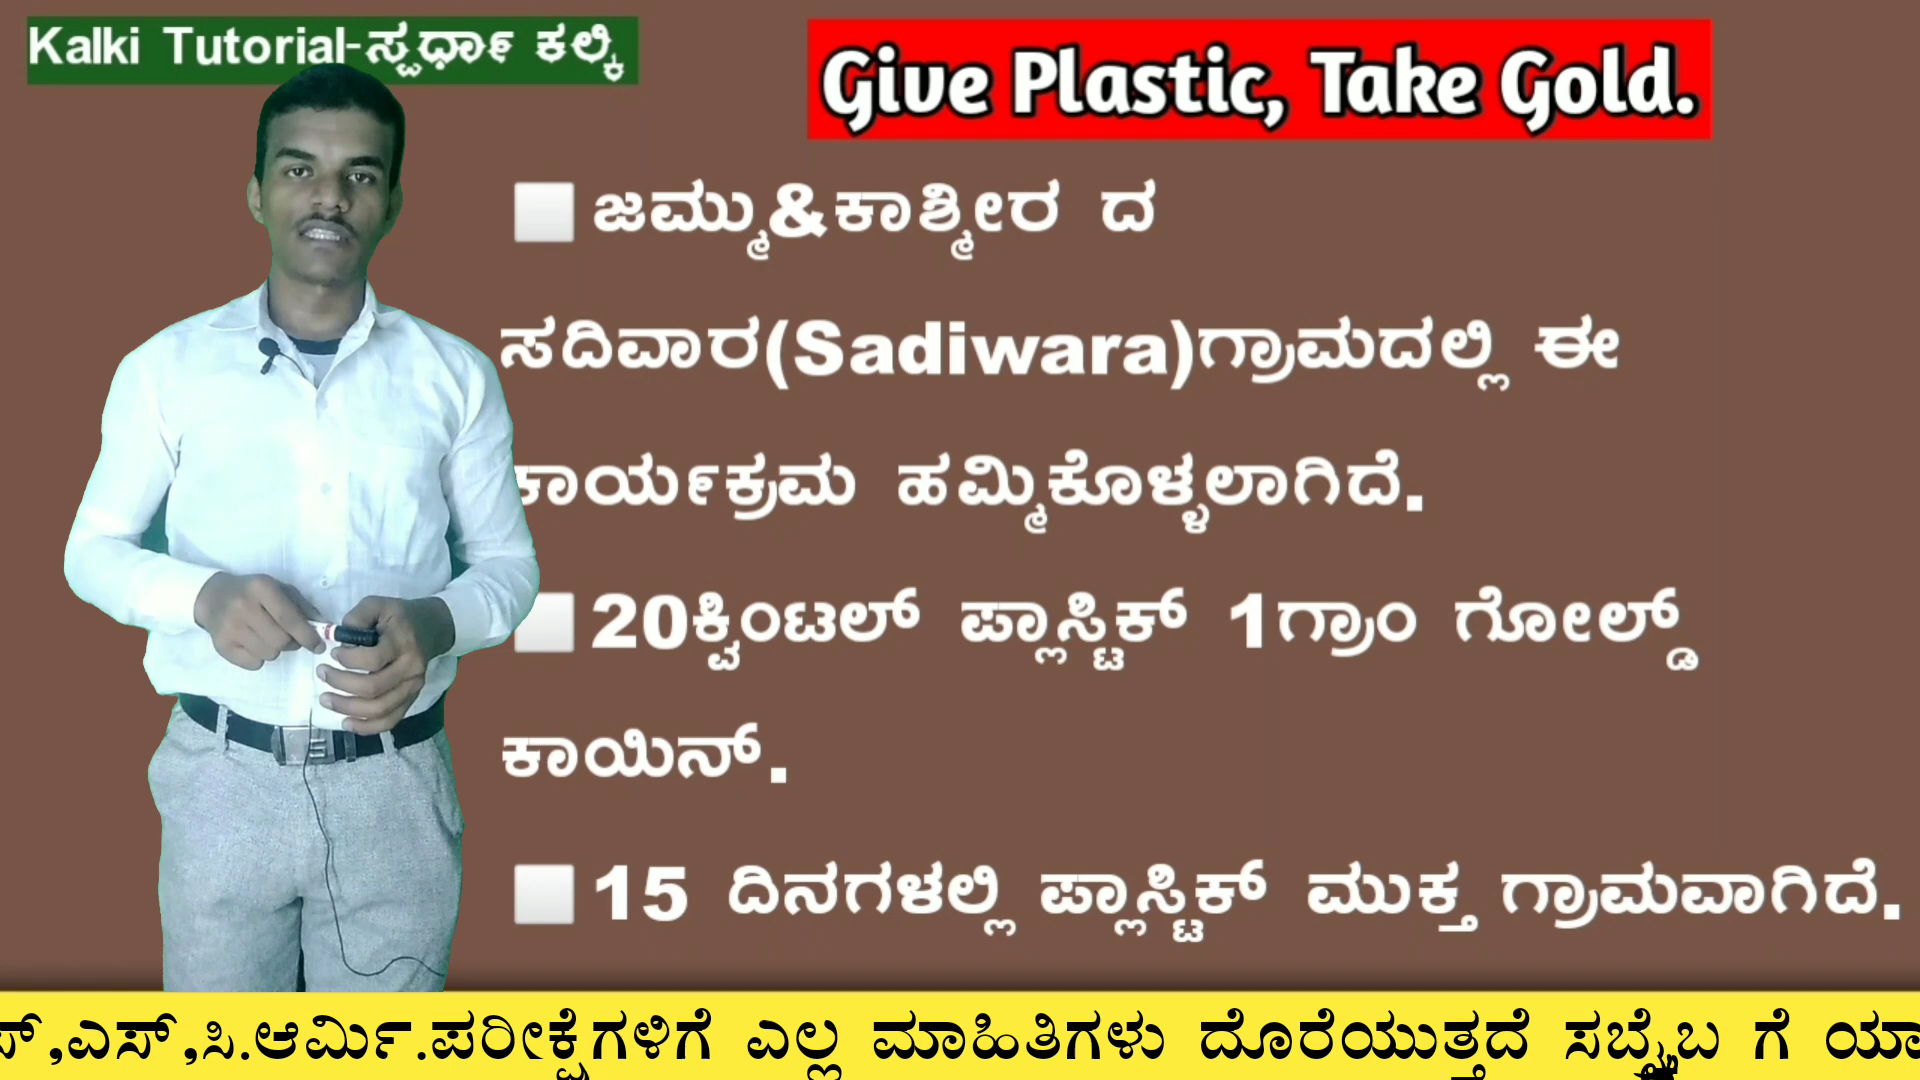 Kalki Tutorial-ಸ್ಪರ್ಧಾ ಕಲ್ಕಿ
Give Plastic, Take Gold.
ಜಮ್ಮು&ಕಾಶ್ಮೀರ ದ
ಸದಿವಾರ(Sadiwara)ಗ್ರಾಮದಲ್ಲಿ ಈ
ಕಾರ್ಯಕ್ರಮ ಹಮ್ಮಿಕೊಳ್ಳಲಾಗಿದೆ.
20ಕ್ವಿಂಟಲ್ ಪ್ಲಾಸ್ಟಿಕ್ 1ಗ್ರಾಂ ಗೋಲ್ಡ್
ಕಾಯಿನ್.
15 ದಿನಗಳಲ್ಲಿ ಪ್ಲಾಸ್ಟಿಕ್ ಮುಕ್ತ ಗ್ರಾಮವಾಗಿದೆ.
ಸ್,ಎಸ್,ಸಿ.ಆರ್ಮಿ.ಪರೀಕ್ಷೆಗಳಿಗೆ ಎಲ್ಲ ಮಾಹಿತಿಗಳು ದೊರೆಯುತ್ತದೆ